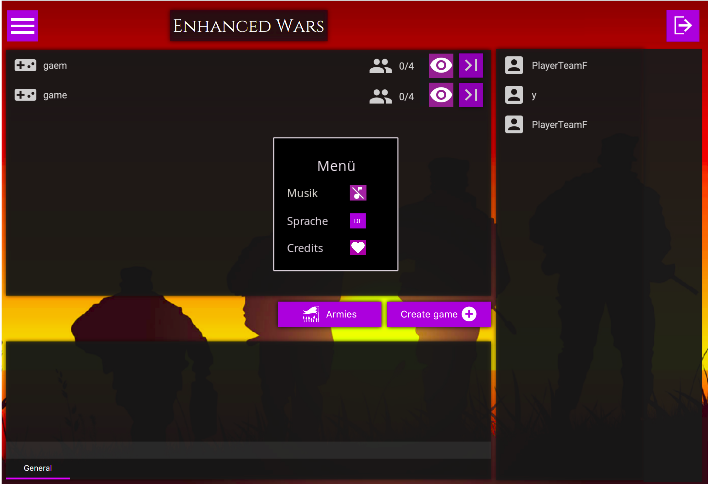 Enhanced Wars
gaem 0/4
game 0/4
PlayerTeamF
y
PlayerTeamF
Menü
Musik
Sprache
Credits
Armies
Create game
General